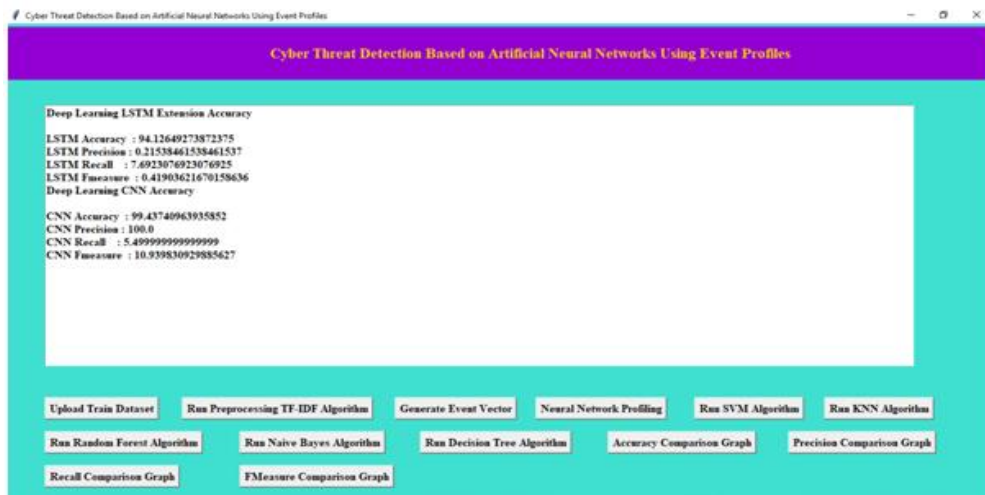 Cyber Threat Detection Based on Artificial Neural Networks Using Event Profiles
Cyber Threat Detection Based on Artificial Neural Networks Using Event Profiles
Deep Learning LSTM Extension Accuracy
LSTM Accuracy : 94.12649273872375
LSTM Precision : 0.21538461538461537
LSTM Recall : 7.6923076923076925
LSTM Fmeasure : 0.41903621670158636
Deep Learning CNN Accuracy
CNN Accuracy : 99.43740963935852
CNN Precision : 100.0
CNN Recall : 5.499999999999999
CNN Fmeasure : 10.939830929885627
Upload Train Dataset Run Preprocessing TF-IDF Algorithm Generate Event Vector Neural Network Profiling Run SVM Algorithm Run KNN Algorithm
Run Random Forest Algorithm Run Naive Bayes Algorithm Run Decision Tree Algorithm Accuracy Comparison Graph Precision Comparison Graph
Recall Comparison Graph FMeasure Comparison Graph